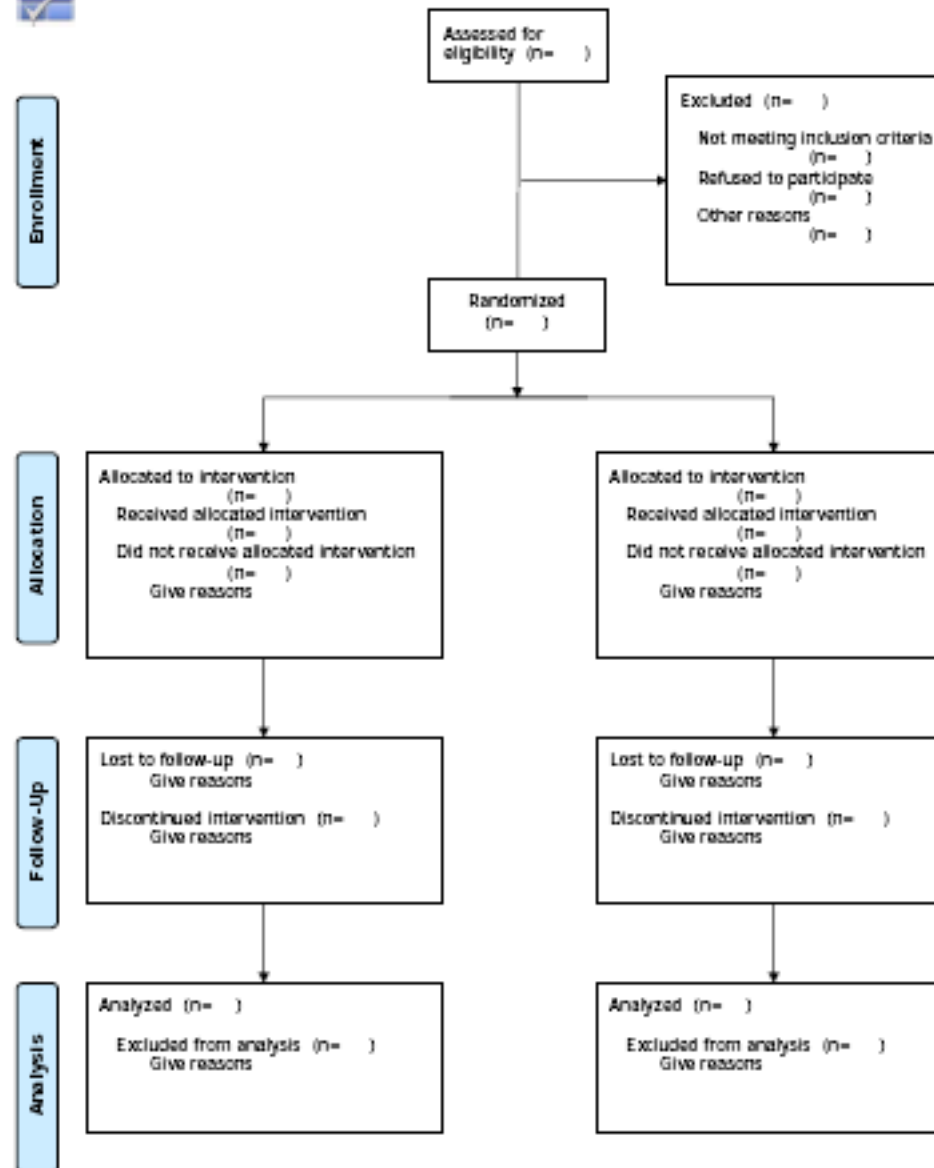 Assessed for
eligibility (n= )
Enrollment
Excluded (n= )
Not meeting inclusion criteria
(n= )
Refused to participate
(n= )
Other reasons
(n= )
Randomized
(n= )
Allocation
Allocated to intervention
(n= )
Received allocated intervention
(n= )
Did not receive allocated intervention
(n= )
Give reasons
Allocated to intervention
(n= )
Received allocated intervention
(n= )
Did not receive allocated intervention
(n= )
Give reasons
Follow-Up
Lost to follow-up (n= )
Give reasons
Discontinued intervention (n= )
Give reasons
Lost to follow-up (n= )
Give reasons
Discontinued intervention (n= )
Give reasons
Analysis
Analyzed (n= )
Excluded from analysis (n= )
Give reasons
Analyzed (n= )
Excluded from analysis (n= )
Give reasons